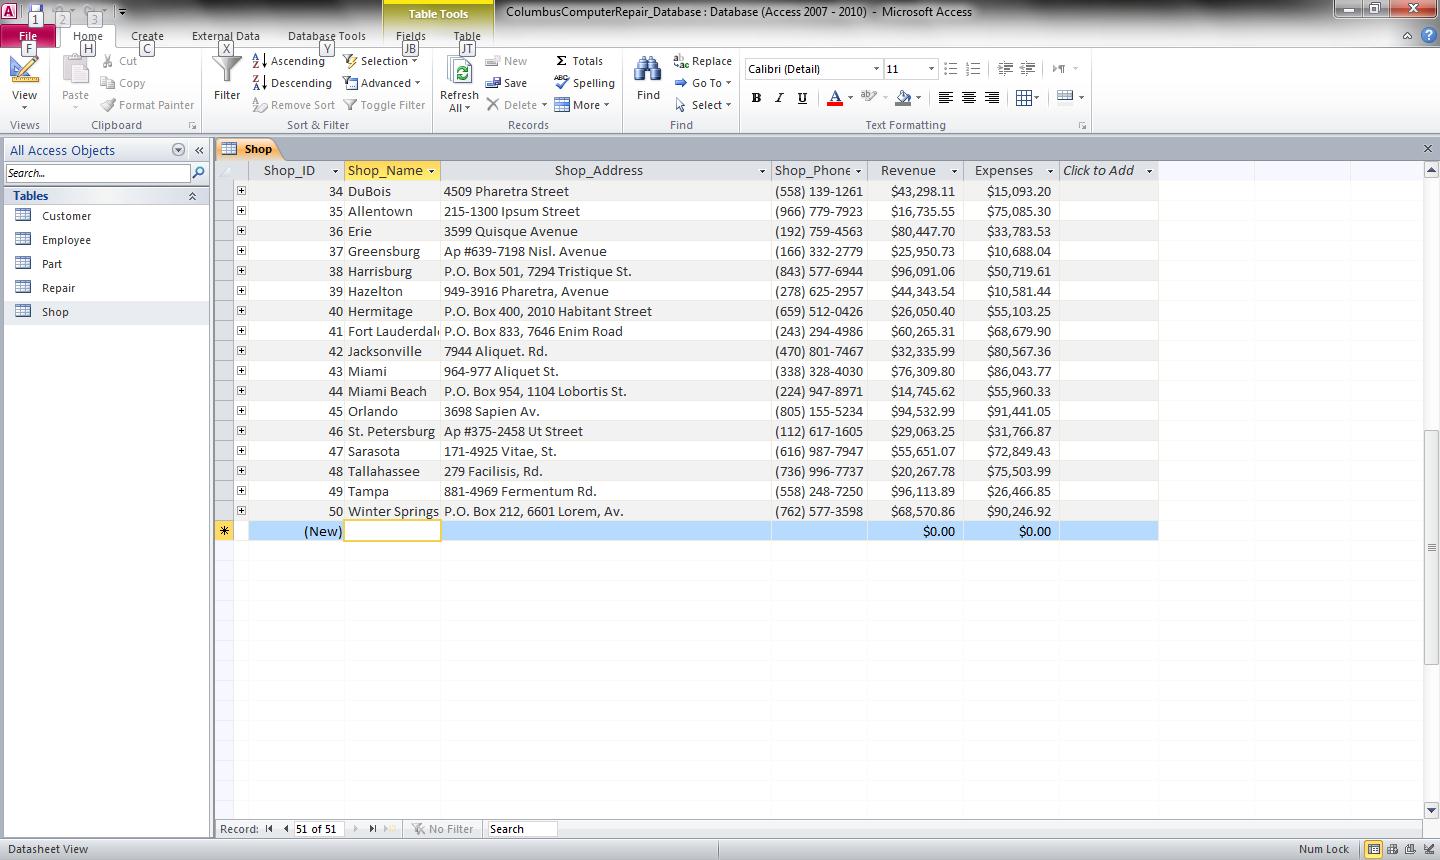 Table Tools
ColumbusComputerRepair_Database : Database (Access 2007 - 2010) - Microsoft Access
A 1 2 3
File Home Create External Data Database Tools Fields Table
F H C X Y JB JT
View
Views
Paste
Cut
Copy
Format Painter
Clipboard
Filter
Ascending
Descending
Remove Sort
Selection
Advanced
Toggle Filter
Sort & Filter
Refresh All
New
Save
Delete
Totals
Spelling
More
Records
Find
Replace
Go To
Select
Find
Calibri (Detail) 11
B I U A
Text Formatting
All Access Objects
Search...
Tables
Customer
Employee
Part
Repair
Shop
Shop
Shop_ID Shop_Name Shop_Address Shop_Phone Revenue Expenses Click to Add
34 DuBois 4509 Pharetra Street (558) 139-1261 $43,298.11 $15,093.20
35 Allentown 215-1300 Ipsum Street (966) 779-7923 $16,735.55 $75,085.30
36 Erie 3599 Quisque Avenue (192) 759-4563 $80,447.70 $33,783.53
37 Greensburg Ap #639-7198 Nisl. Avenue (166) 332-2779 $25,950.73 $10,688.04
38 Harrisburg P.O. Box 501, 7294 Tristique St. (843) 577-6944 $96,091.06 $50,719.61
39 Hazelton 949-3916 Pharetra, Avenue (278) 625-2957 $44,343.54 $10,581.44
40 Hermitage P.O. Box 400, 2010 Habitant Street (659) 512-0426 $26,050.40 $55,103.25
41 Fort Lauderdale P.O. Box 833, 7646 Enim Road (243) 294-4986 $60,265.31 $68,679.90
42 Jacksonville 7944 Aliquet. Rd. (470) 801-7467 $32,335.99 $80,567.36
43 Miami 964-977 Aliquet St. (338) 328-4030 $76,309.80 $86,043.77
44 Miami Beach P.O. Box 954, 1104 Lobortis St. (224) 947-8971 $14,745.62 $55,960.33
45 Orlando 3698 Sapien Av. (805) 155-5234 $94,532.99 $91,441.05
46 St. Petersburg Ap #375-2458 Ut Street (112) 617-1605 $29,063.25 $31,766.87
47 Sarasota 171-4925 Vitae, St. (616) 987-7947 $55,651.07 $72,849.43
48 Tallahassee 279 Facilisis, Rd. (736) 996-7737 $20,267.78 $75,503.99
49 Tampa 881-4969 Fermentum Rd. (558) 248-7250 $96,113.89 $26,466.85
50 Winter Springs P.O. Box 212, 6601 Lorem, Av. (762) 577-3598 $68,570.86 $90,246.92
(New) $0.00 $0.00
Record: 51 of 51 No Filter Search
Datasheet View Num Lock